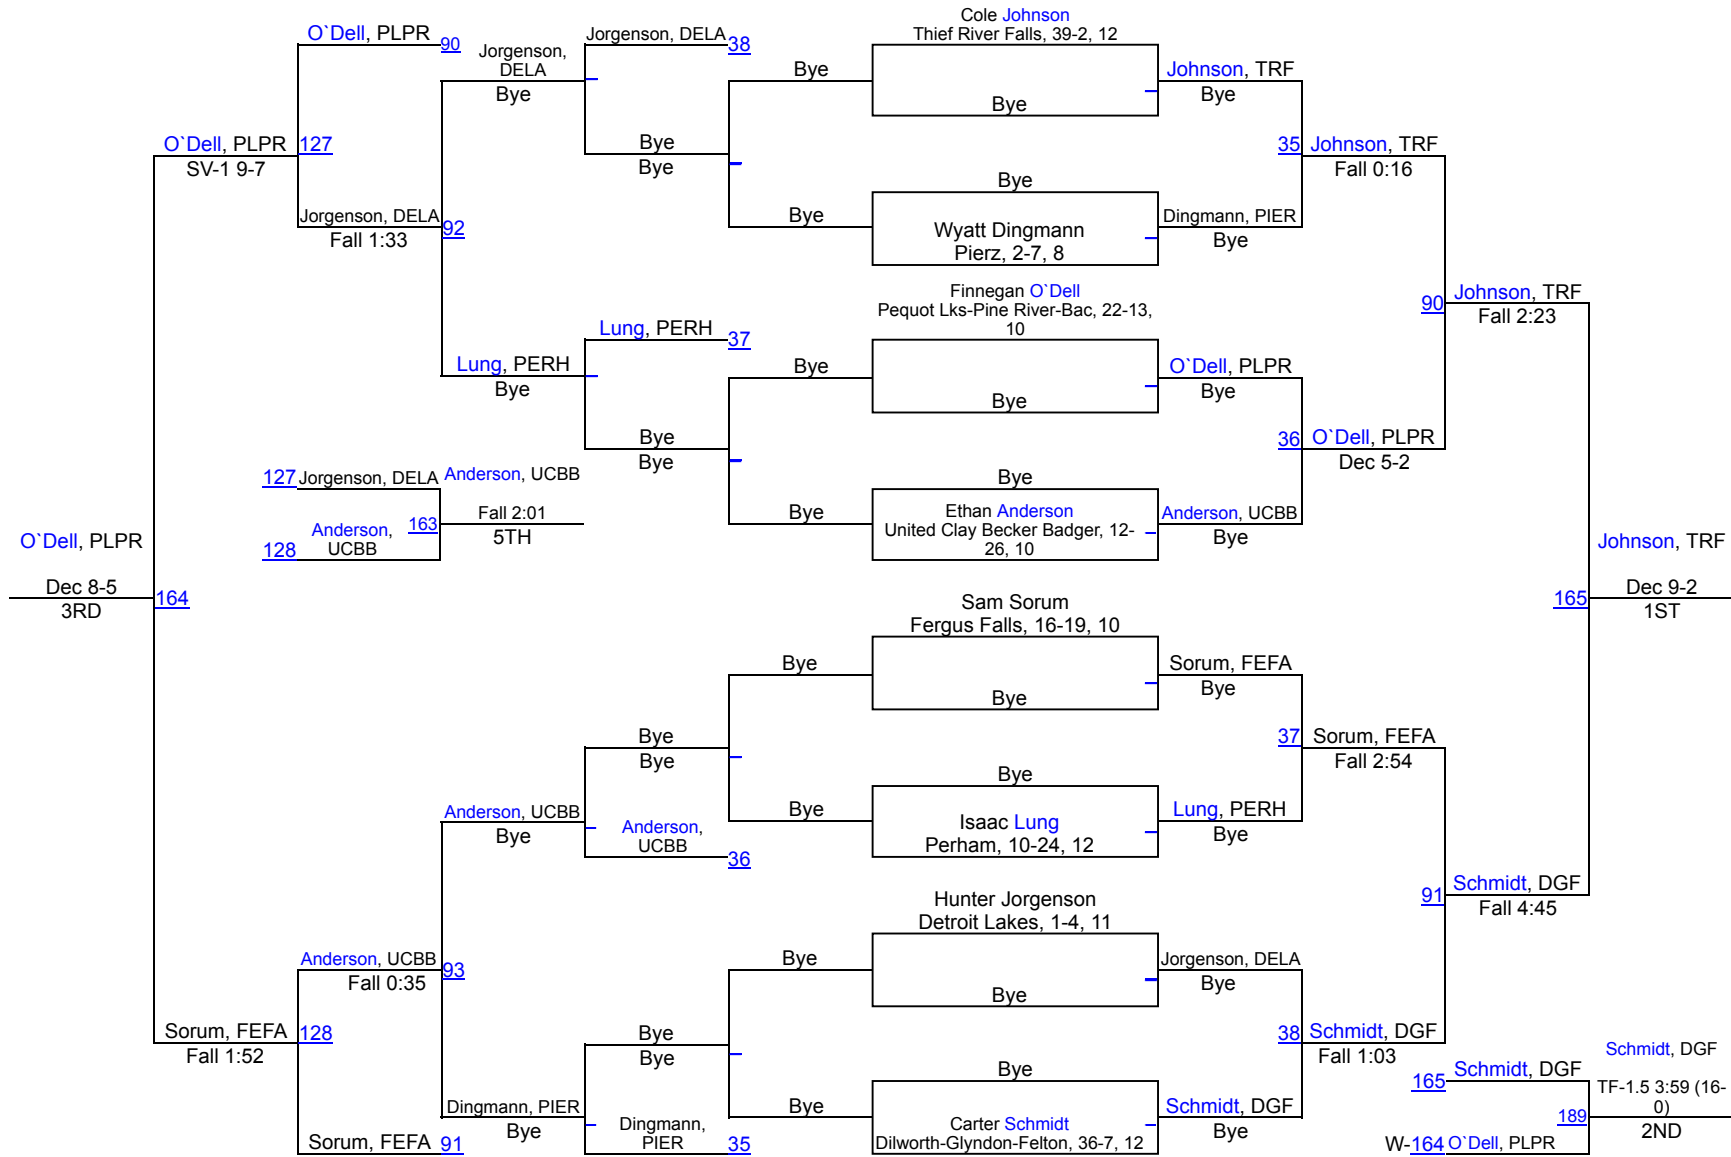 Cole Johnson
Thief River Falls, 39-2, 12
O`Dell, PLPR
90
Jorgenson, DELA
38
Jorgenson,
DELA
Bye
Bye
Johnson, TRF
Bye
Bye
O`Dell, PLPR
127
SV-1 9-7
Bye
Bye
35
Johnson, TRF
Fall 0:16
Bye
Jorgenson, DELA
92
Fall 1:33
Bye
Wyatt Dingmann
Pierz, 2-7, 8
Dingmann, PIER
Bye
Finnegan O`Dell
Pequot Lks-Pine River-Bac, 22-13,
10
90
Johnson, TRF
Fall 2:23
Lung, PERH
37
Lung, PERH
Bye
Bye
Bye
O`Dell, PLPR
Bye
Bye
Bye
36
O`Dell, PLPR
Dec 5-2
127
Jorgenson, DELA
Anderson, UCBB
Bye
Anderson,
UCBB
128
163
Fall 2:01
5TH
Bye
Ethan Anderson
United Clay Becker Badger, 12-
26, 10
Anderson, UCBB
Bye
O`Dell, PLPR
Dec 8-5
3RD
164
Johnson, TRF
165
Dec 9-2
1ST
Sam Sorum
Fergus Falls, 16-19, 10
Bye
Bye
Sorum, FEFA
Bye
Bye
Bye
37
Sorum, FEFA
Fall 2:54
Bye
Anderson, UCBB
Bye
Anderson,
UCBB
36
Bye
Isaac Lung
Perham, 10-24, 12
Lung, PERH
Bye
91
Schmidt, DGF
Fall 4:45
Hunter Jorgenson
Detroit Lakes, 1-4, 11
Anderson, UCBB
93
Fall 0:35
Bye
Bye
Jorgenson, DELA
Bye
Sorum, FEFA
128
Fall 1:52
Bye
Bye
38
Schmidt, DGF
Fall 1:03
Bye
Dingmann, PIER
Bye
Dingmann,
PIER
35
Bye
Carter Schmidt
Dilworth-Glyndon-Felton, 36-7, 12
Schmidt, DGF
Bye
Sorum, FEFA
91
165
Schmidt, DGF
Schmidt, DGF
189
TF-1.5 3:59 (16-
0)
2ND
W-164
O`Dell, PLPR